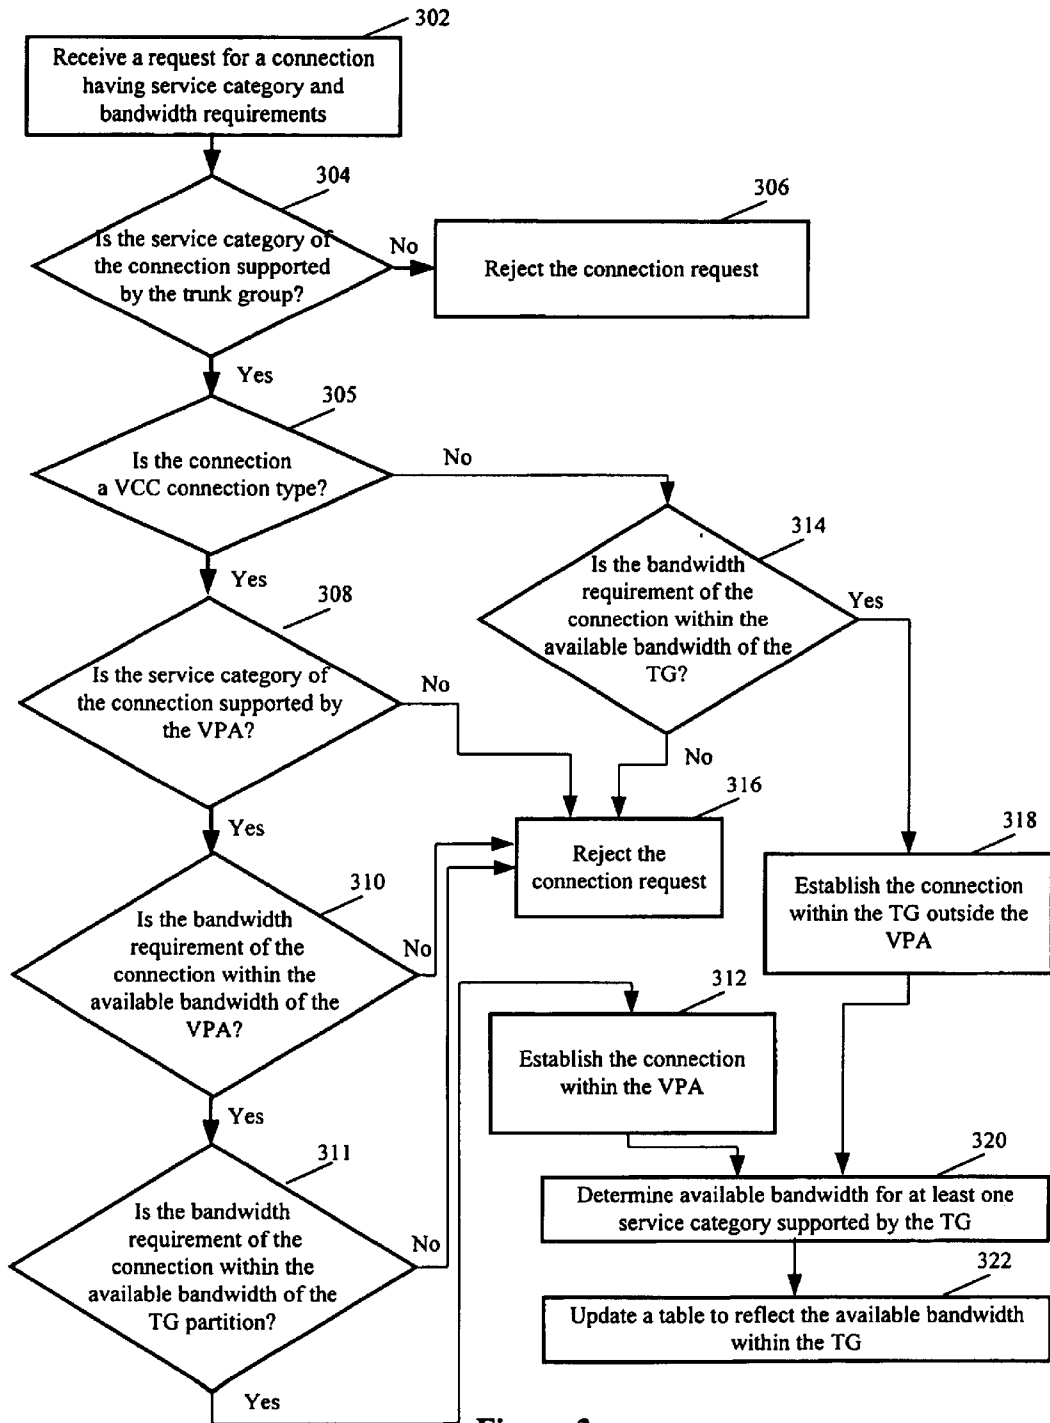 302
Receive a request for a connection
having service category and
bandwidth requirements
304
Is the service category of
the connection supported
by the trunk group?
No
306
Reject the connection request
Yes
305
Is the connection
a VCC connection type?
No
314
Is the bandwidth
requirement of the
connection within the
available bandwidth of the
TG?
Yes
No
Yes
308
Is the service category of
the connection supported by
the VPA?
No
316
Reject the
connection request
318
Establish the connection
within the TG outside the
VPA
Yes
310
Is the bandwidth
requirement of the
connection within the
available bandwidth of the
VPA?
No
312
Establish the connection
within the VPA
Yes
311
Is the bandwidth
requirement of the
connection within the
available bandwidth of the
TG partition?
No
Yes
320
Determine available bandwidth for at least one
service category supported by the TG
322
Update a table to reflect the available bandwidth
within the TG